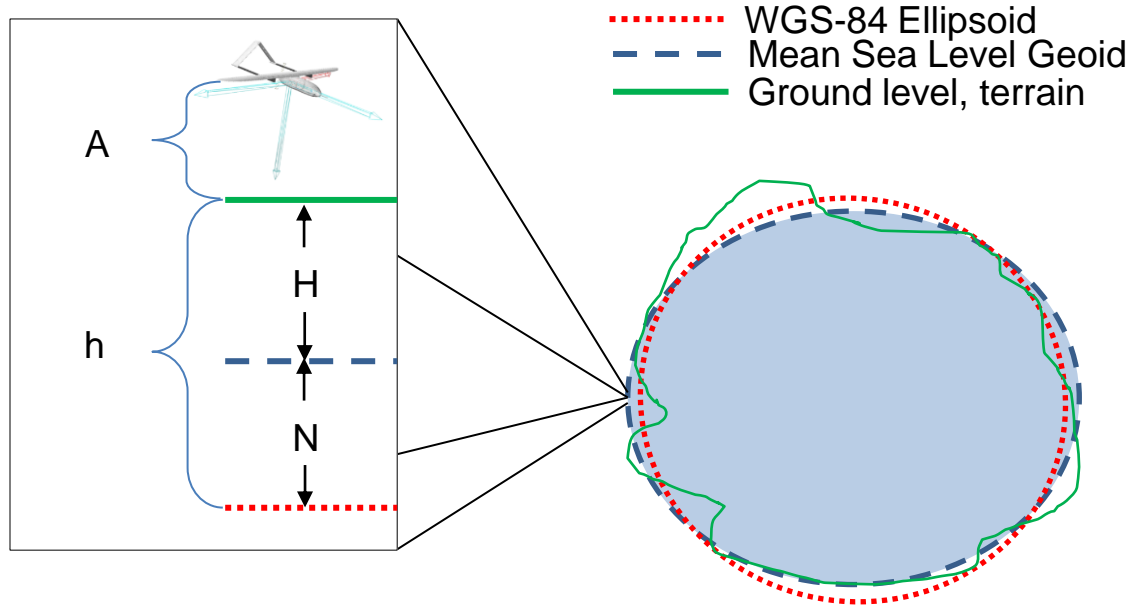 WGS-84 Ellipsoid
Mean Sea Level Geoid
Ground level, terrain
A
H
h
N